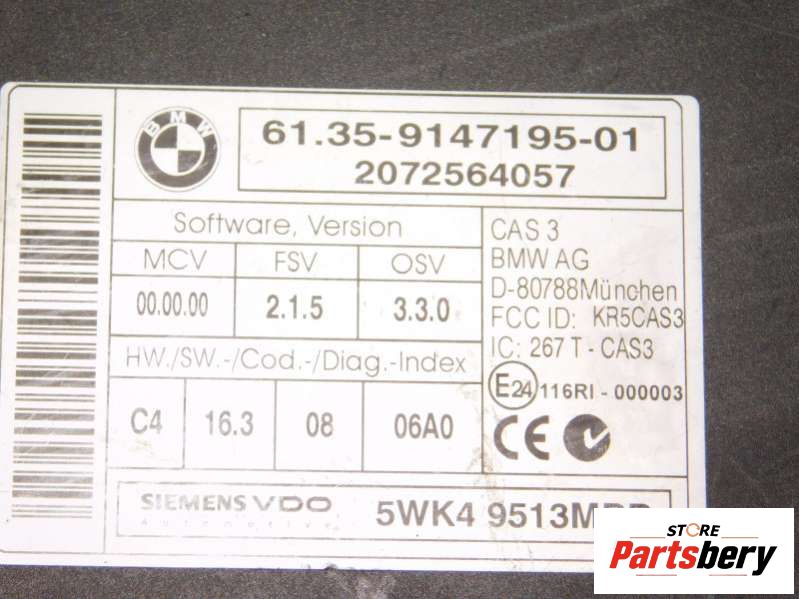 BMW
61.35-9147195-01
2072564057
Software, Version
MCV FSV OSV
00.00.00 2.1.5 3.3.0
HW./SW.-/Cod.-/Diag.-Index
C4 16.3 08 06A0
CAS 3
BMW AG
D-80788München
FCC ID: KR5CAS3
IC: 267 T - CAS3
E24 116RI - 000003
CE
SIEMENS VDO
Automotive
5WK4
STORE
Partsbery